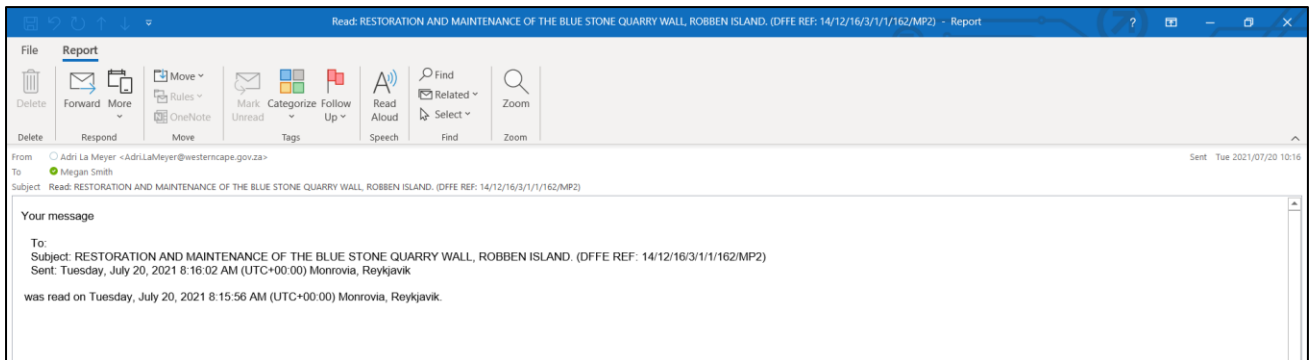 Read: RESTORATION AND MAINTENANCE OF THE BLUE STONE QUARRY WALL, ROBBEN ISLAND. (DFFE REF: 14/12/16/3/1/1/162/MP2) - Report
File Report
Delete
Forward
More
Move
Rules
OneNote
Mark Unread
Categorize
Follow Up
Read Aloud
Find
Related
Select
Zoom
Delete Respond Move Tags Speech Find Zoom
From Adri La Meyer <Adri.LaMeyer@westerncape.gov.za> Sent Tue 2021/07/20 10:16
To Megan Smith
Subject Read: RESTORATION AND MAINTENANCE OF THE BLUE STONE QUARRY WALL, ROBBEN ISLAND. (DFFE REF: 14/12/16/3/1/1/162/MP2)
Your message
To:
Subject: RESTORATION AND MAINTENANCE OF THE BLUE STONE QUARRY WALL, ROBBEN ISLAND. (DFFE REF: 14/12/16/3/1/1/162/MP2)
Sent: Tuesday, July 20, 2021 8:16:02 AM (UTC+00:00) Monrovia, Reykjavik
was read on Tuesday, July 20, 2021 8:15:56 AM (UTC+00:00) Monrovia, Reykjavik.